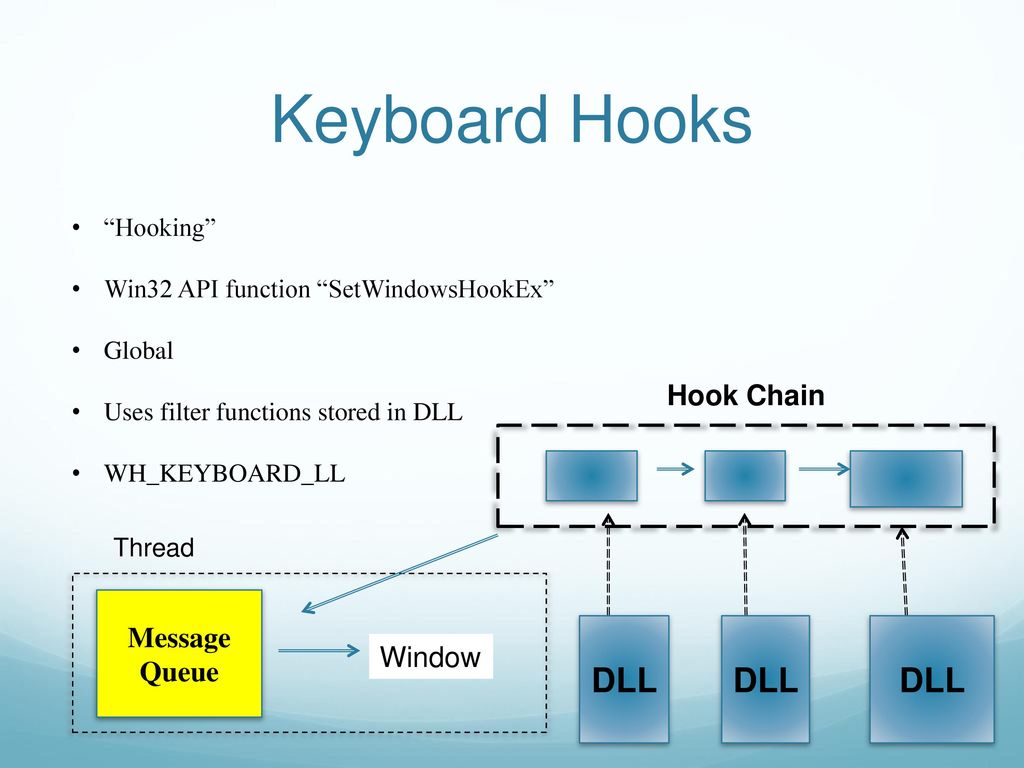 Keyboard Hooks
• “Hooking”
• Win32 API function “SetWindowsHookEx”
• Global
• Uses filter functions stored in DLL
• WH_KEYBOARD_LL
Hook Chain
Thread
Message
Queue
Window
DLL
DLL
DLL